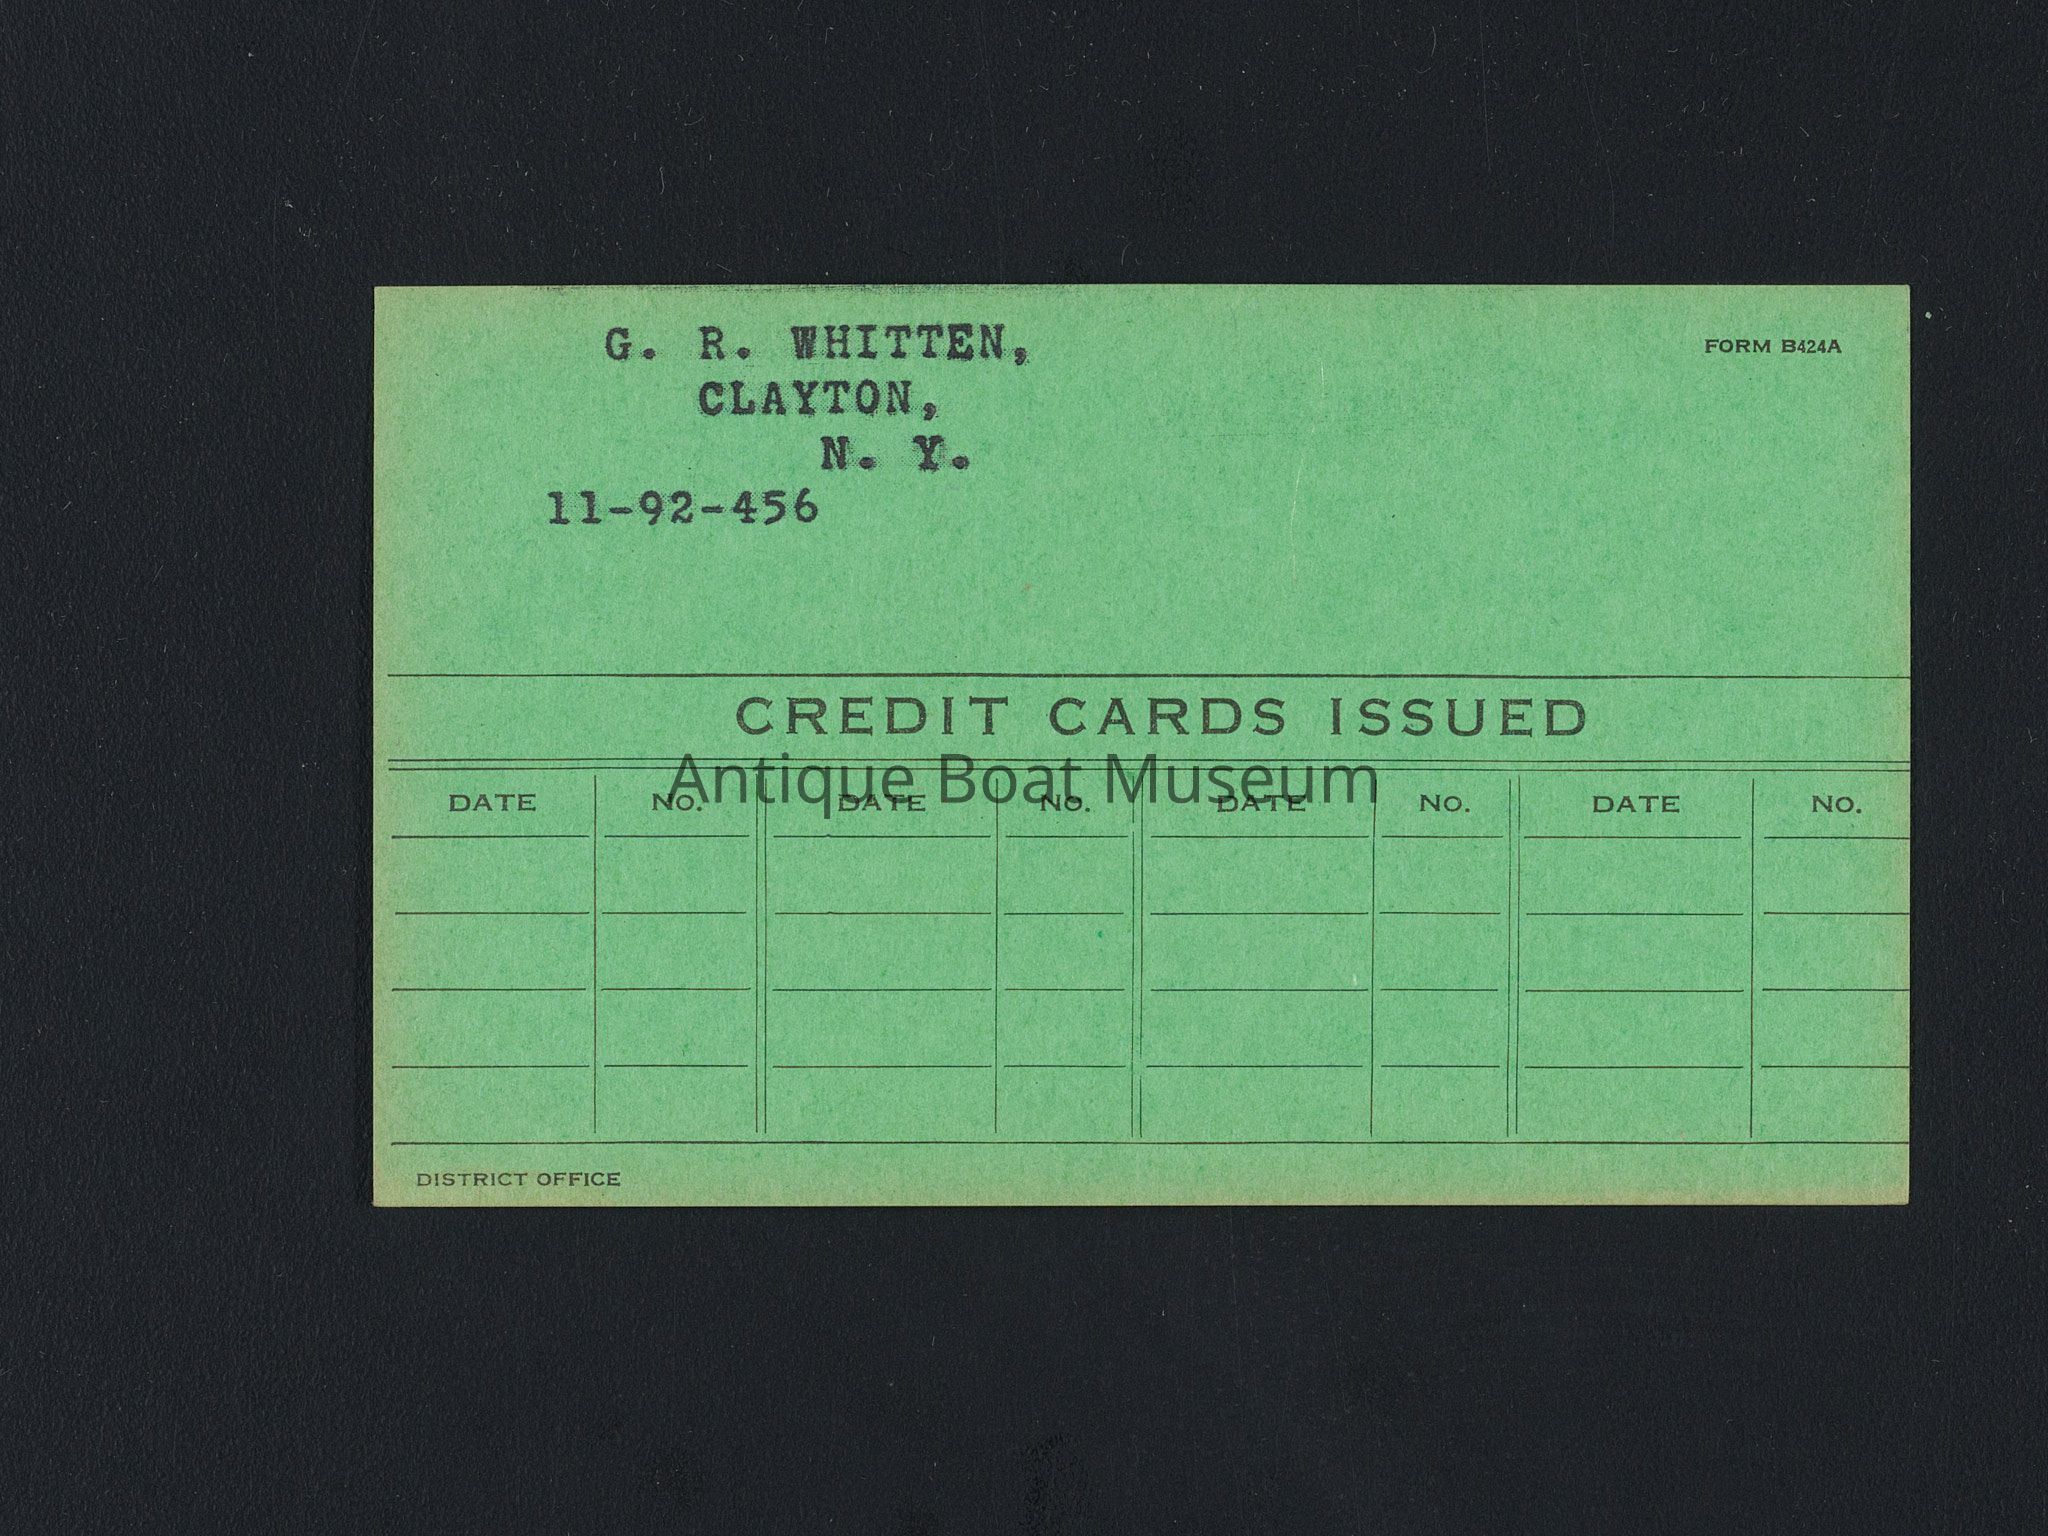 G. R. WHITTEN,
FORM B424A
CLAYTON,
N. Y.
11-92-456
CREDIT CARDS ISSUED
Antique Boat Museum
DATE NO. DATE NO. DATE NO. DATE NO.
DISTRICT OFFICE